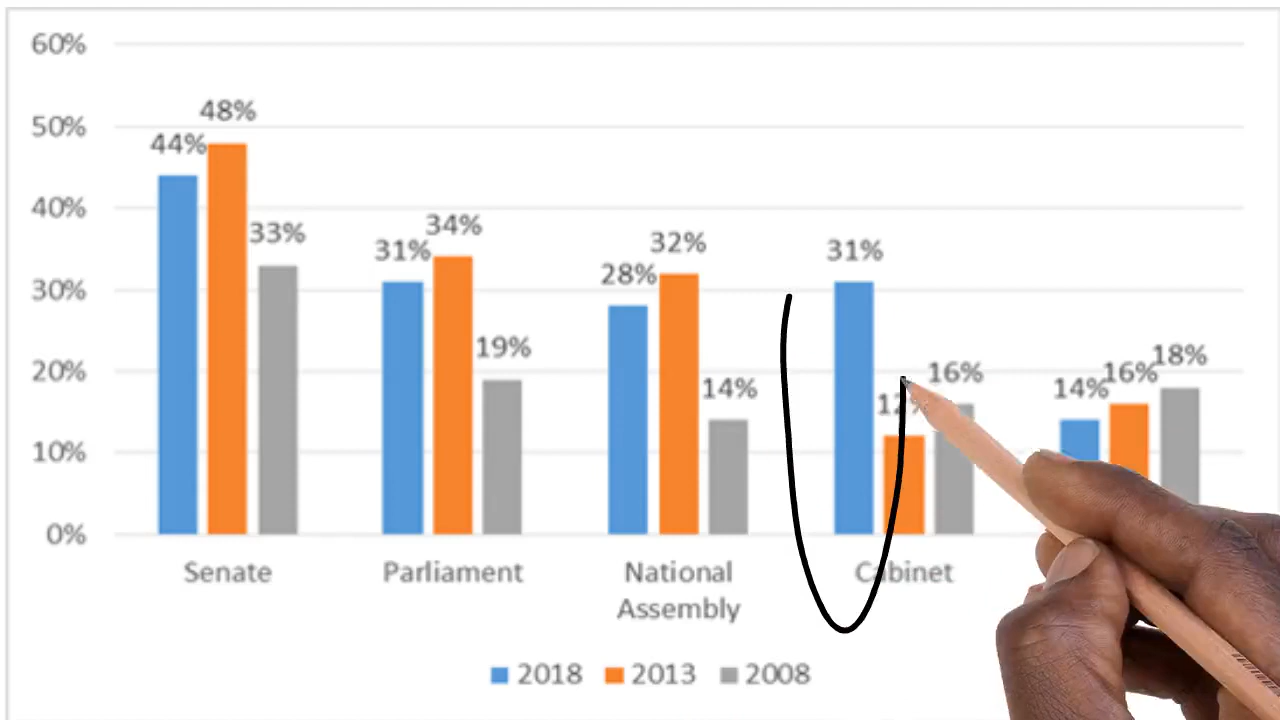 60%
50%
40%
30%
20%
10%
0%
44% 48% 33%
31% 34% 19%
28% 32% 14%
31% 16%
14% 16% 18%
Senate
Parliament
National
Assembly
Cabinet
2018 2013 2008